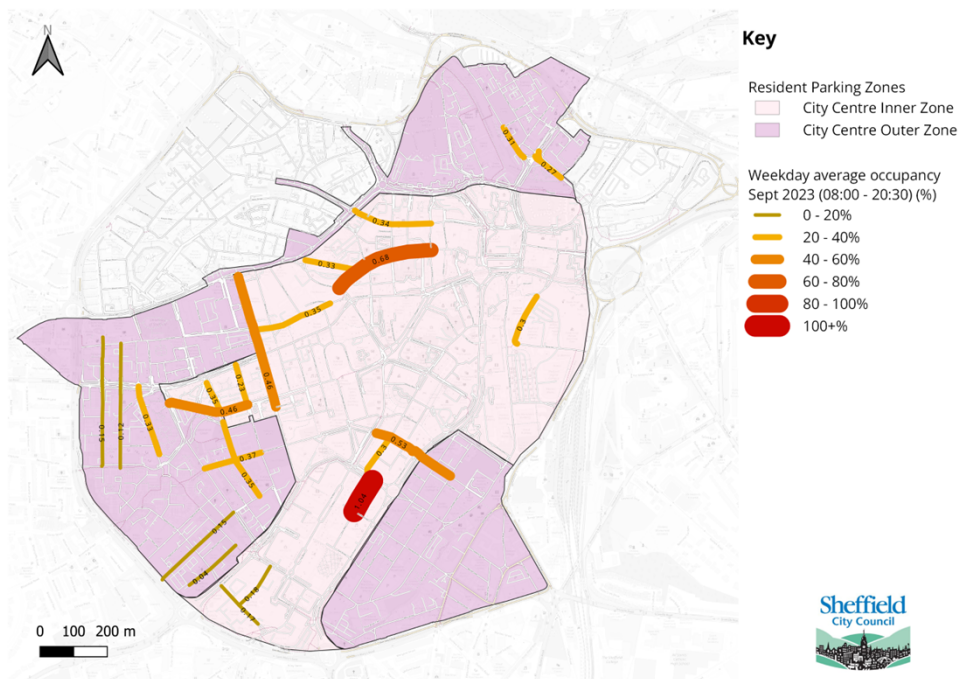 N
Key
Resident Parking Zones
City Centre Inner Zone
City Centre Outer Zone
Weekday average occupancy
Sept 2023 (08:00 - 20:30) (%)
0 - 20%
20 - 40%
40 - 60%
60 - 80%
80 - 100%
100+%
0.31
0.27
0.34
0.68
0.33
0.35
0.3
0.46
0.23
0.35
0.46
0.33
0.15
0.12
0.37
0.35
0.53
0.3
1.04
0.15
0.04
0.18
0.17
0 100 200 m
Sheffield
City Council